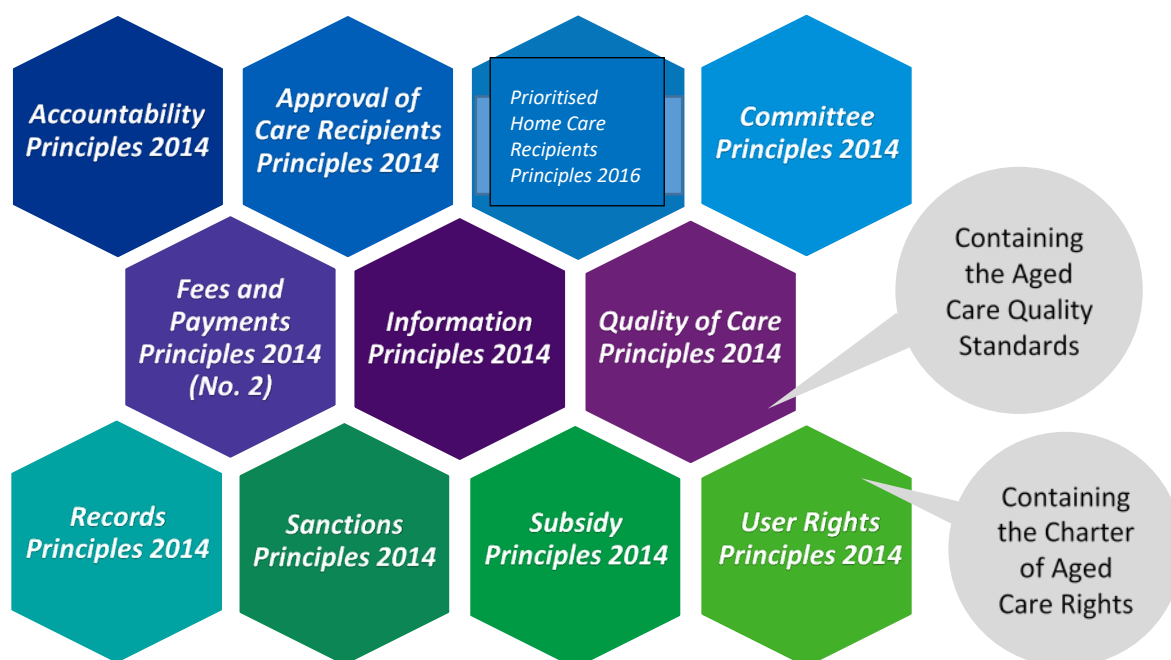 Accountability
Principles 2014
Approval of
Care Recipients
Principles 2014
Prioritised
Home Care
Recipients
Principles 2016
Committee
Principles 2014
Fees and
Payments
Principles 2014
(No. 2)
Information
Principles 2014
Quality of Care
Principles 2014
Containing
the Aged
Care Quality
Standards
Records
Principles 2014
Sanctions
Principles 2014
Subsidy
Principles 2014
User Rights
Principles 2014
Containing
the Charter
of Aged
Care Rights